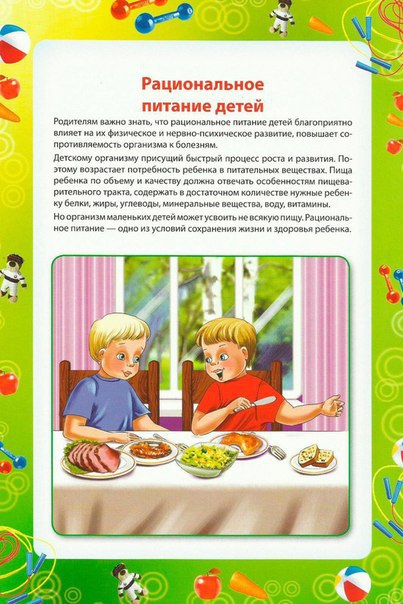 Рациональное
питание детей
Родителям важно знать, что рациональное питание детей благоприятно
влияет на их физическое и нервно-психическое развитие, повышает со-
противляемость организма к болезням.
Детскому организму присущий быстрый процесс роста и развития. По-
этому возрастает потребность ребенка в питательных веществах. Пища
ребенка по объему и качеству должна отвечать особенностям пищева-
рительного тракта, содержать в достаточном количестве нужные ребен-
ку белки, жиры, углеводы, минеральные вещества, воду, витамины.
Но организм маленьких детей может усвоить не всякую пищу. Рациональ-
ное питание — одно из условий сохранения жизни и здоровья ребенка.